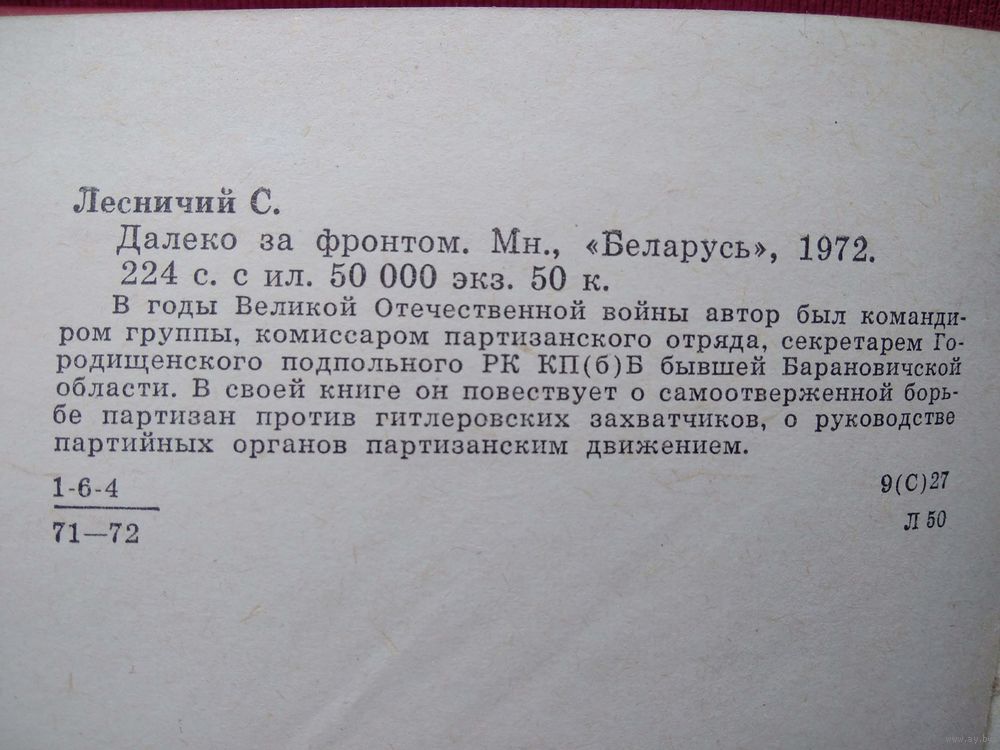 Лесничий С.
Далеко за фронтом. Мн., «Беларусь», 1972.
224 с. с ил. 50 000 экз. 50 к.
В годы Великой Отечественной войны автор был команди-
ром группы, комиссаром партизанского отряда, секретарем Го-
родищенского подпольного РК КП(б)Б бывшей Барановичской
области. В своей книге он повествует о самоотверженной борь-
бе партизан против гитлеровских захватчиков, о руководстве
партийных органов партизанским движением.
1-6-4
71—72
9(С)27
Л 50
www.ay.by